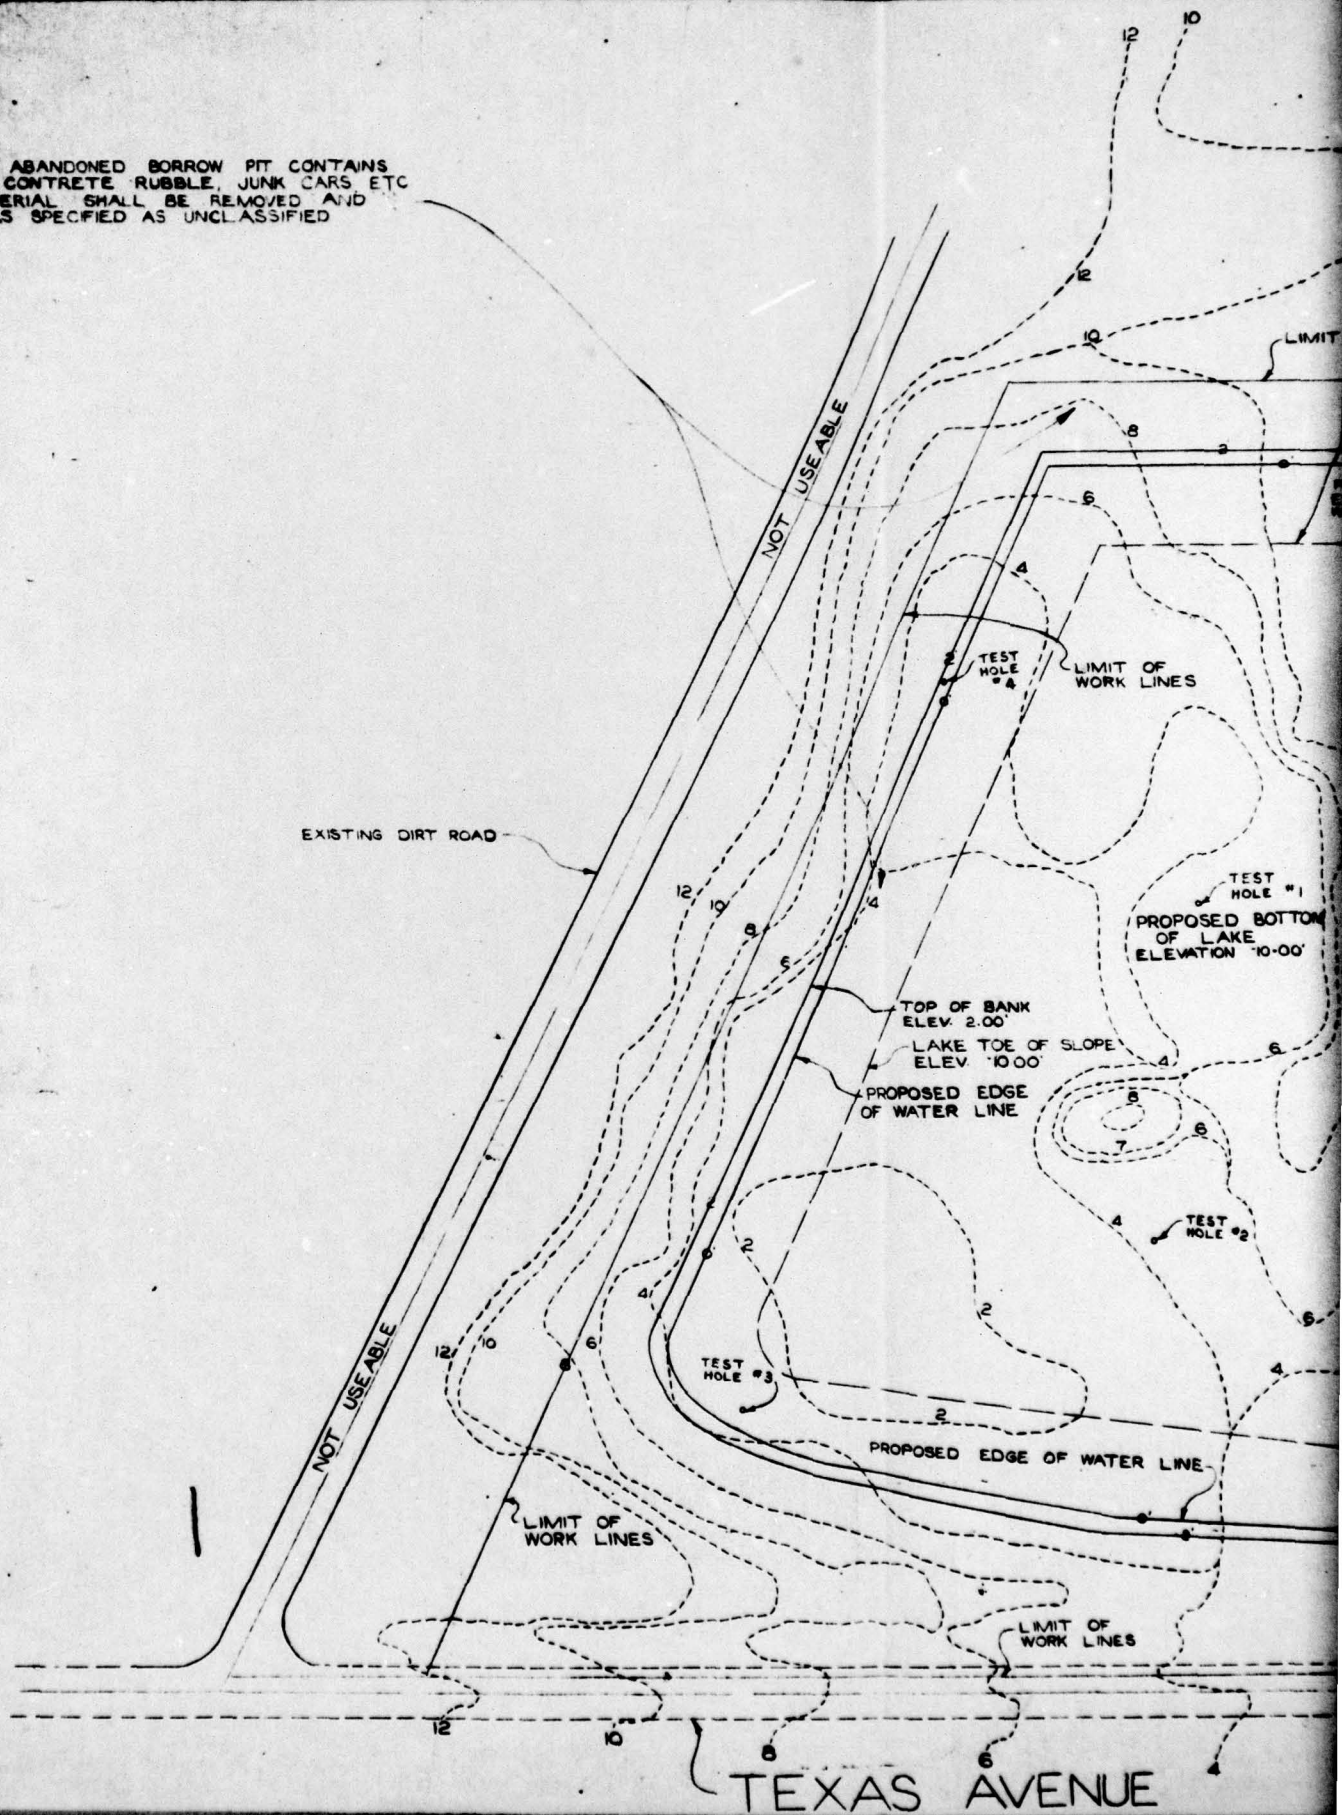 12
10
ABANDONED BORROW PIT CONTAINS
CONTRETE RUBBLE, JUNK CARS, ETC
ERIAL SHALL BE REMOVED AND
S SPECIFIED AS UNCLASSIFIED
12
10
LIMIT
NOT USEABLE
8
2
6
4
2
TEST
HOLE
#4
LIMIT OF
WORK LINES
EXISTING DIRT ROAD
12
10
8
6
4
TEST
HOLE #1
PROPOSED BOTTOM
OF LAKE
ELEVATION -10.00'
TOP OF BANK
ELEV. 2.00'
LAKE TOE OF SLOPE
ELEV. -10.00'
PROPOSED EDGE
OF WATER LINE
6
4
8
7
6
4
TEST
HOLE #2
2
2
4
6
12
10
NOT USEABLE
TEST
HOLE #3
6
4
2
PROPOSED EDGE OF WATER LINE
LIMIT OF
WORK LINES
LIMIT OF
WORK LINES
12
10
8
6
4
TEXAS AVENUE